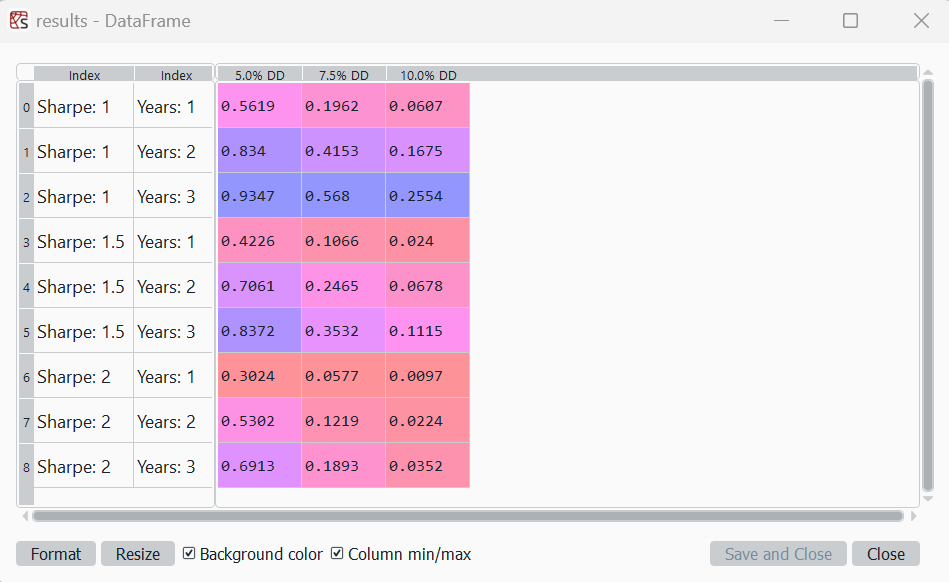 results - DataFrame
Index Index 5.0% DD 7.5% DD 10.0% DD
0 Sharpe: 1 Years: 1 0.5619 0.1962 0.0607
1 Sharpe: 1 Years: 2 0.834 0.4153 0.1675
2 Sharpe: 1 Years: 3 0.9347 0.568 0.2554
3 Sharpe: 1.5 Years: 1 0.4226 0.1066 0.024
4 Sharpe: 1.5 Years: 2 0.7061 0.2465 0.0678
5 Sharpe: 1.5 Years: 3 0.8372 0.3532 0.1115
6 Sharpe: 2 Years: 1 0.3024 0.0577 0.0097
7 Sharpe: 2 Years: 2 0.5302 0.1219 0.0224
8 Sharpe: 2 Years: 3 0.6913 0.1893 0.0352
Format Resize Background color Column min/max Save and Close Close